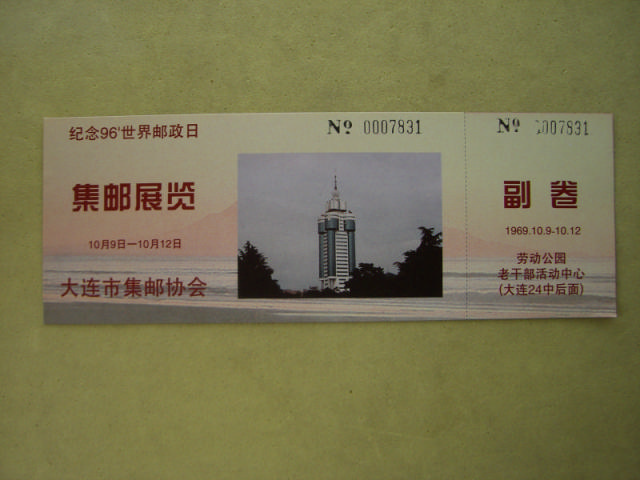 纪念96'世界邮政日
Nº 0007831
集邮展览
10月9日—10月12日
大连市集邮协会
Nº 0007831
副卷
1969.10.9-10.12
劳动公园
老干部活动中心
(大连24中后面)